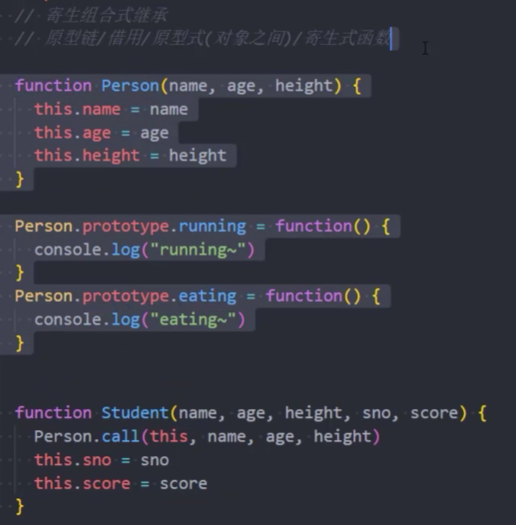 // 寄生组合式继承
// 原型链/借用/原型式(对象之间)/寄生式函数
function Person(name, age, height) {
  this.name = name
  this.age = age
  this.height = height
}
Person.prototype.running = function() {
  console.log("running~")
}
Person.prototype.eating = function() {
  console.log("eating~")
}
function Student(name, age, height, sno, score) {
  Person.call(this, name, age, height)
  this.sno = sno
  this.score = score
}